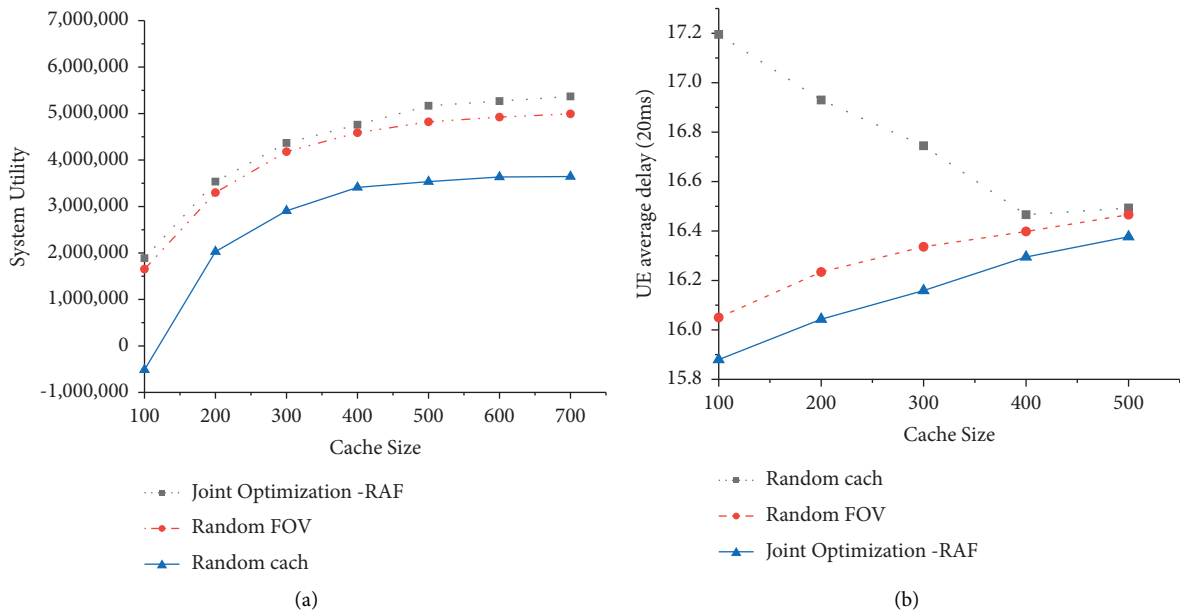 7,000,000
6,000,000
5,000,000
4,000,000
3,000,000
2,000,000
1,000,000
0
-1,000,000
System Utility
100 200 300 400 500 600 700
Cache Size
Joint Optimization -RAF
Random FOV
Random cach
(a)
17.2
17.0
16.8
16.6
16.4
16.2
16.0
15.8
UE average delay (20ms)
100 200 300 400 500
Cache Size
Random cach
Random FOV
Joint Optimization -RAF
(b)